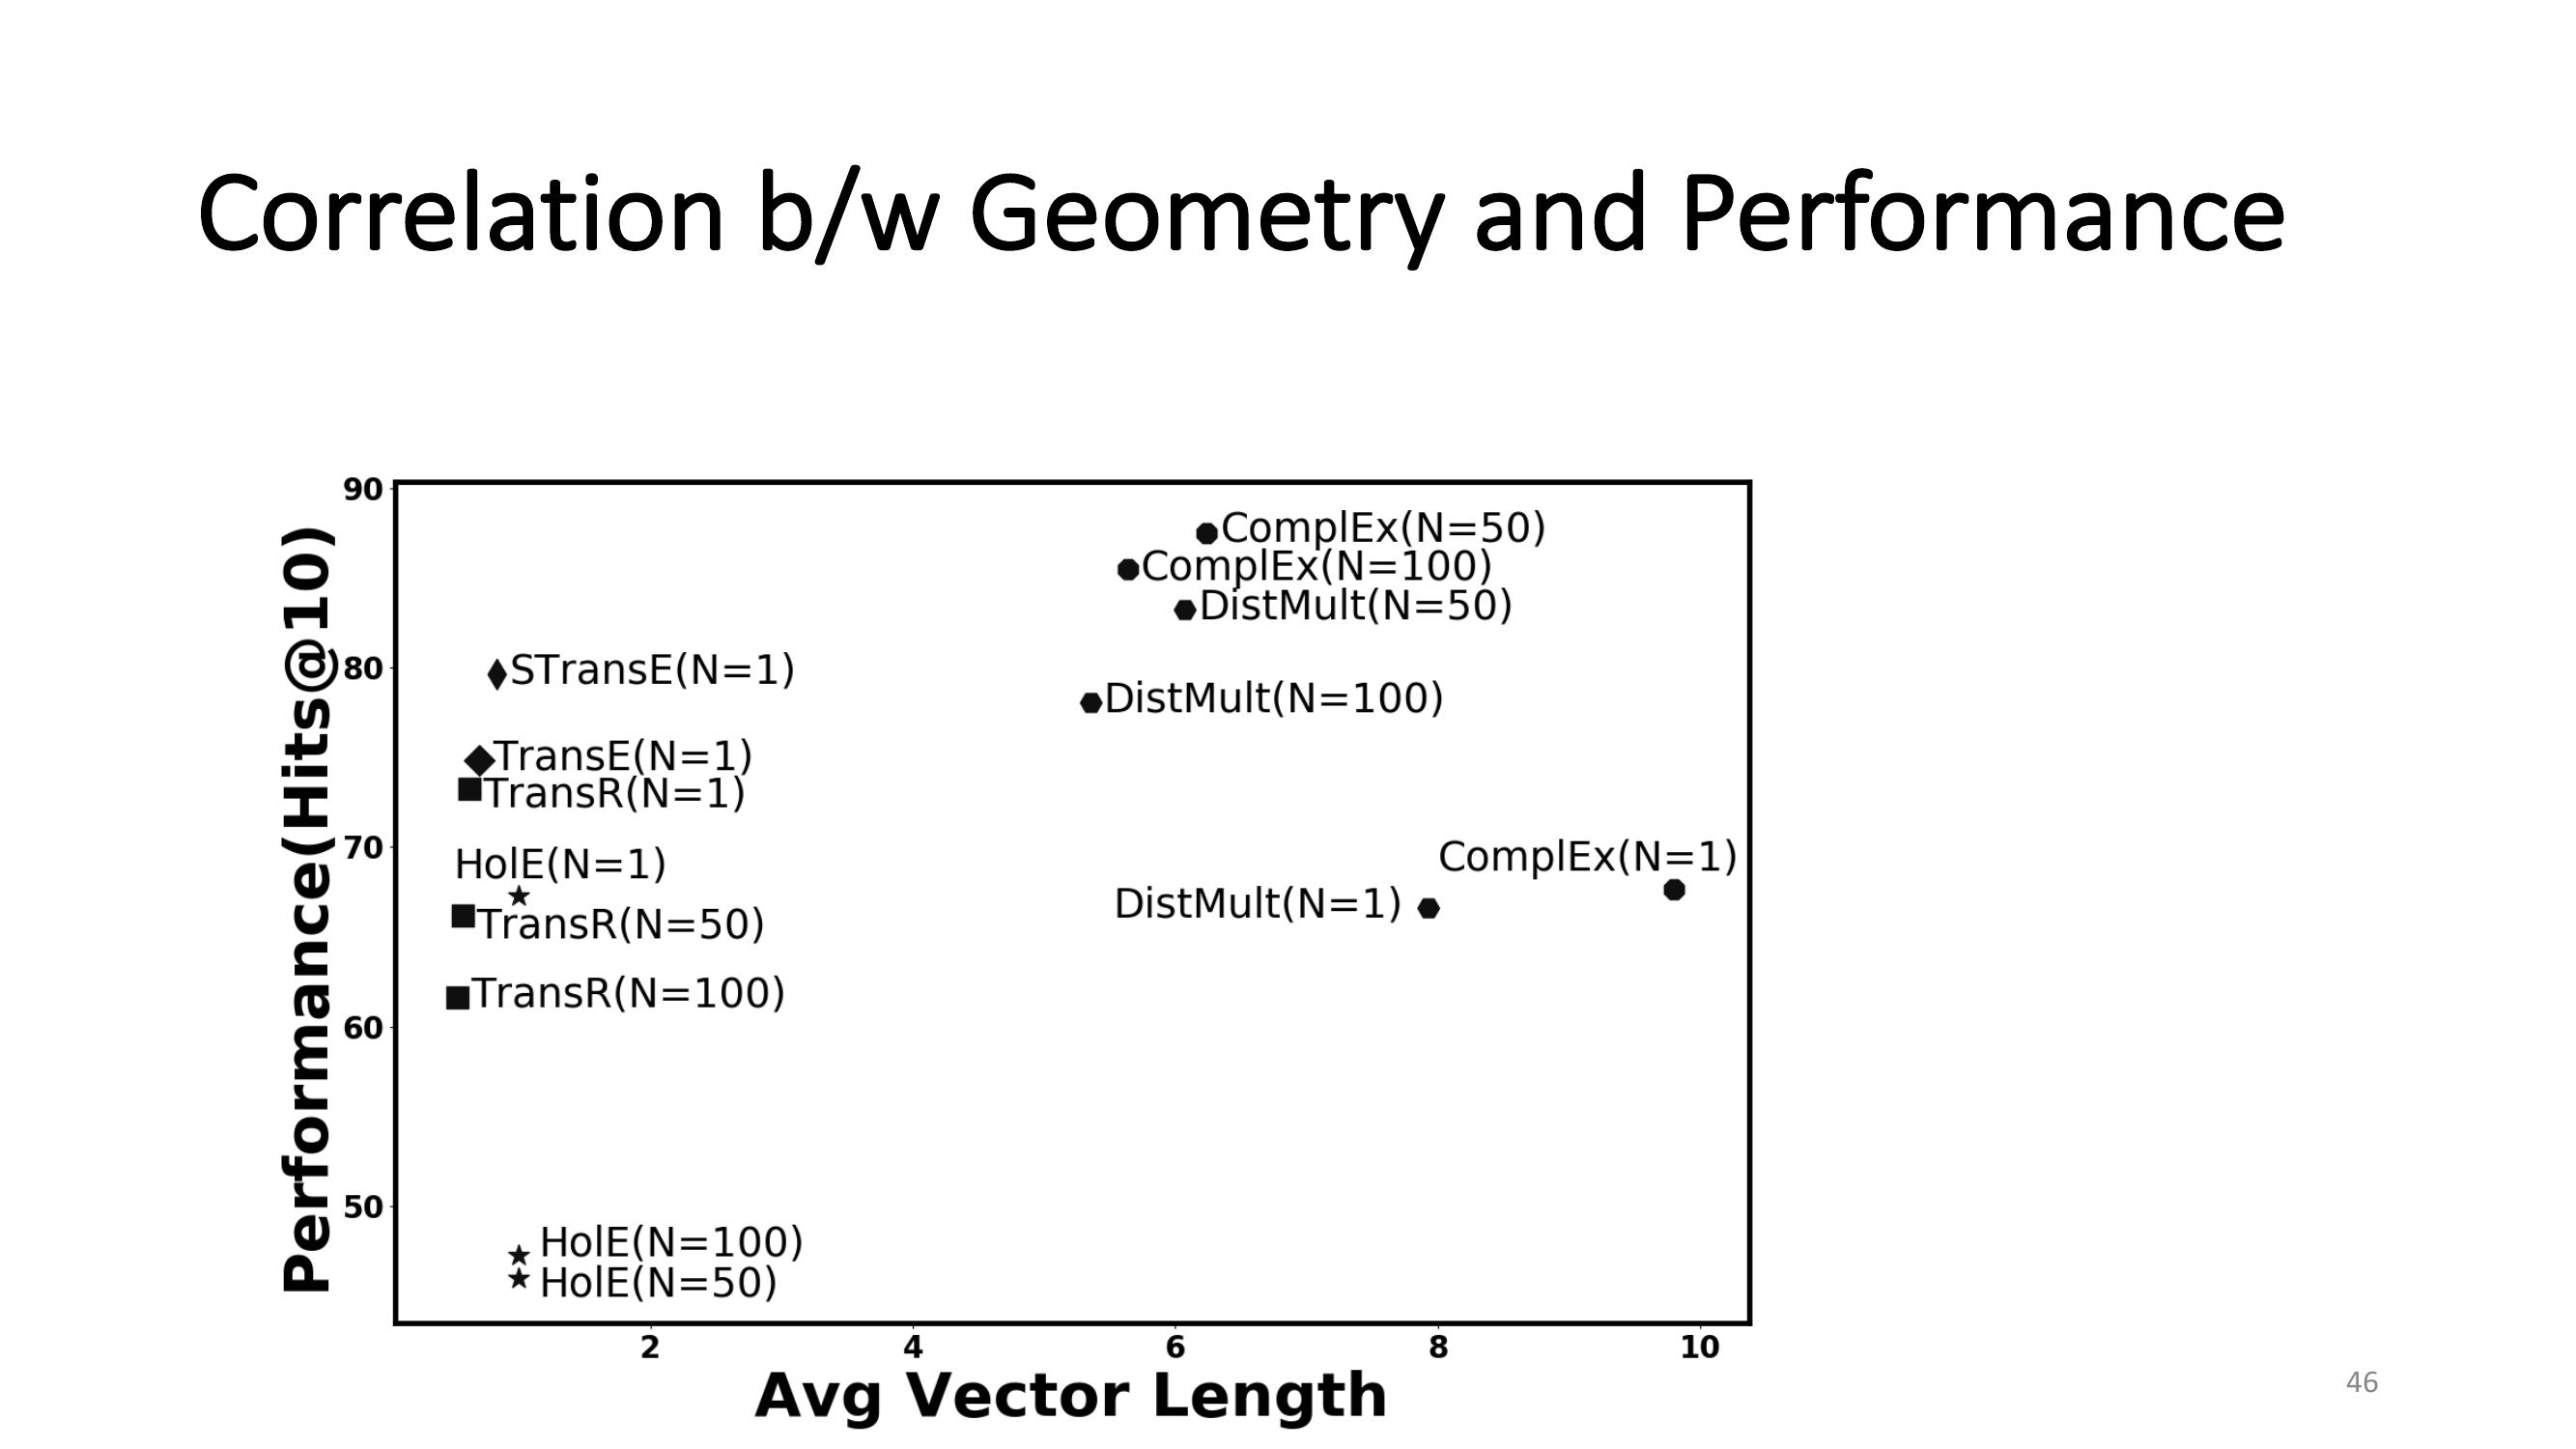 Correlation b/w Geometry and Performance
Performance(Hits@10)
90
80
70
60
50
ComplEx(N=50)
ComplEx(N=100)
DistMult(N=50)
STransE(N=1)
DistMult(N=100)
TransE(N=1)
TransR(N=1)
HolE(N=1)
ComplEx(N=1)
DistMult(N=1)
TransR(N=50)
TransR(N=100)
HolE(N=100)
HolE(N=50)
2 4 6 8 10
Avg Vector Length
46